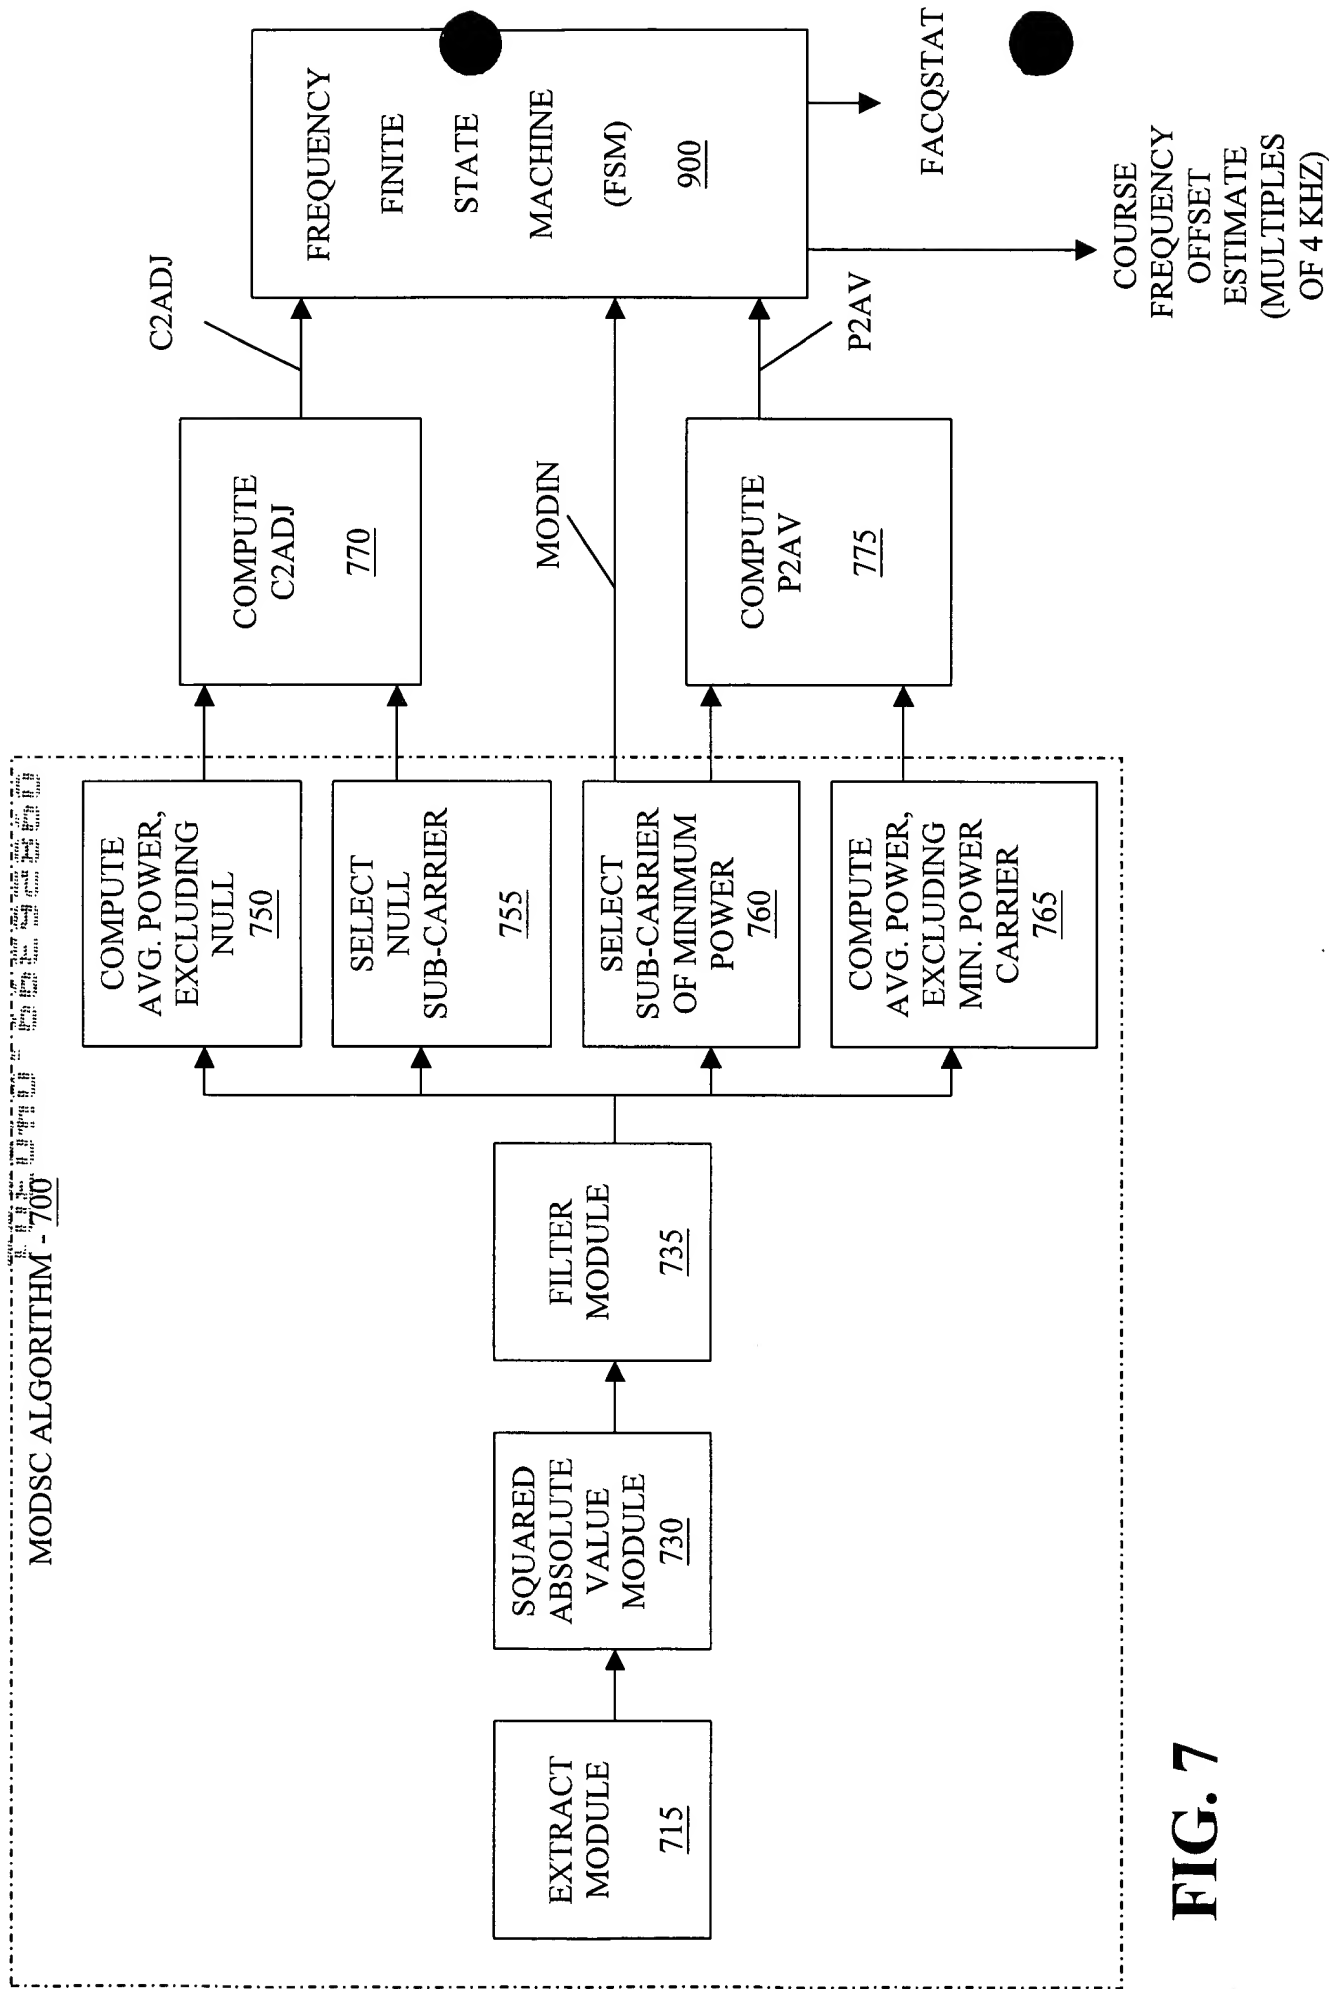 MODSC ALGORITHM - 700
EXTRACT
MODULE
715
SQUARED
ABSOLUTE
VALUE
MODULE
730
FILTER
MODULE
735
COMPUTE
AVG. POWER,
EXCLUDING
NULL
750
SELECT
NULL
SUB-CARRIER
755
SELECT
SUB-CARRIER
OF MINIMUM
POWER
760
COMPUTE
AVG. POWER,
EXCLUDING
MIN. POWER
CARRIER
765
COMPUTE
C2ADJ
770
MODIN
COMPUTE
P2AV
775
C2ADJ
P2AV
FREQUENCY
FINITE
STATE
MACHINE
(FSM)
900
FACQSTAT
COURSE
FREQUENCY
OFFSET
ESTIMATE
(MULTIPLES
OF 4 KHZ)
FIG. 7